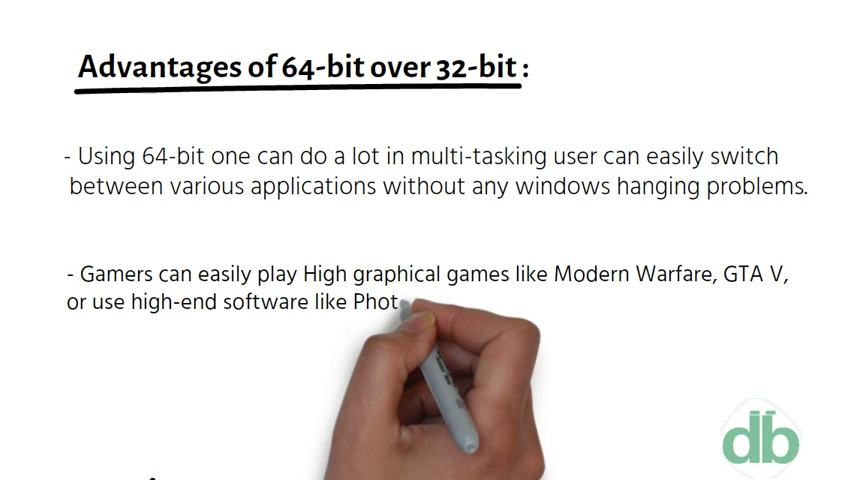 Advantages of 64-bit over 32-bit :
- Using 64-bit one can do a lot in multi-tasking user can easily switch
between various applications without any windows hanging problems.
- Gamers can easily play High graphical games like Modern Warfare, GTA V,
or use high-end software like Phot
db